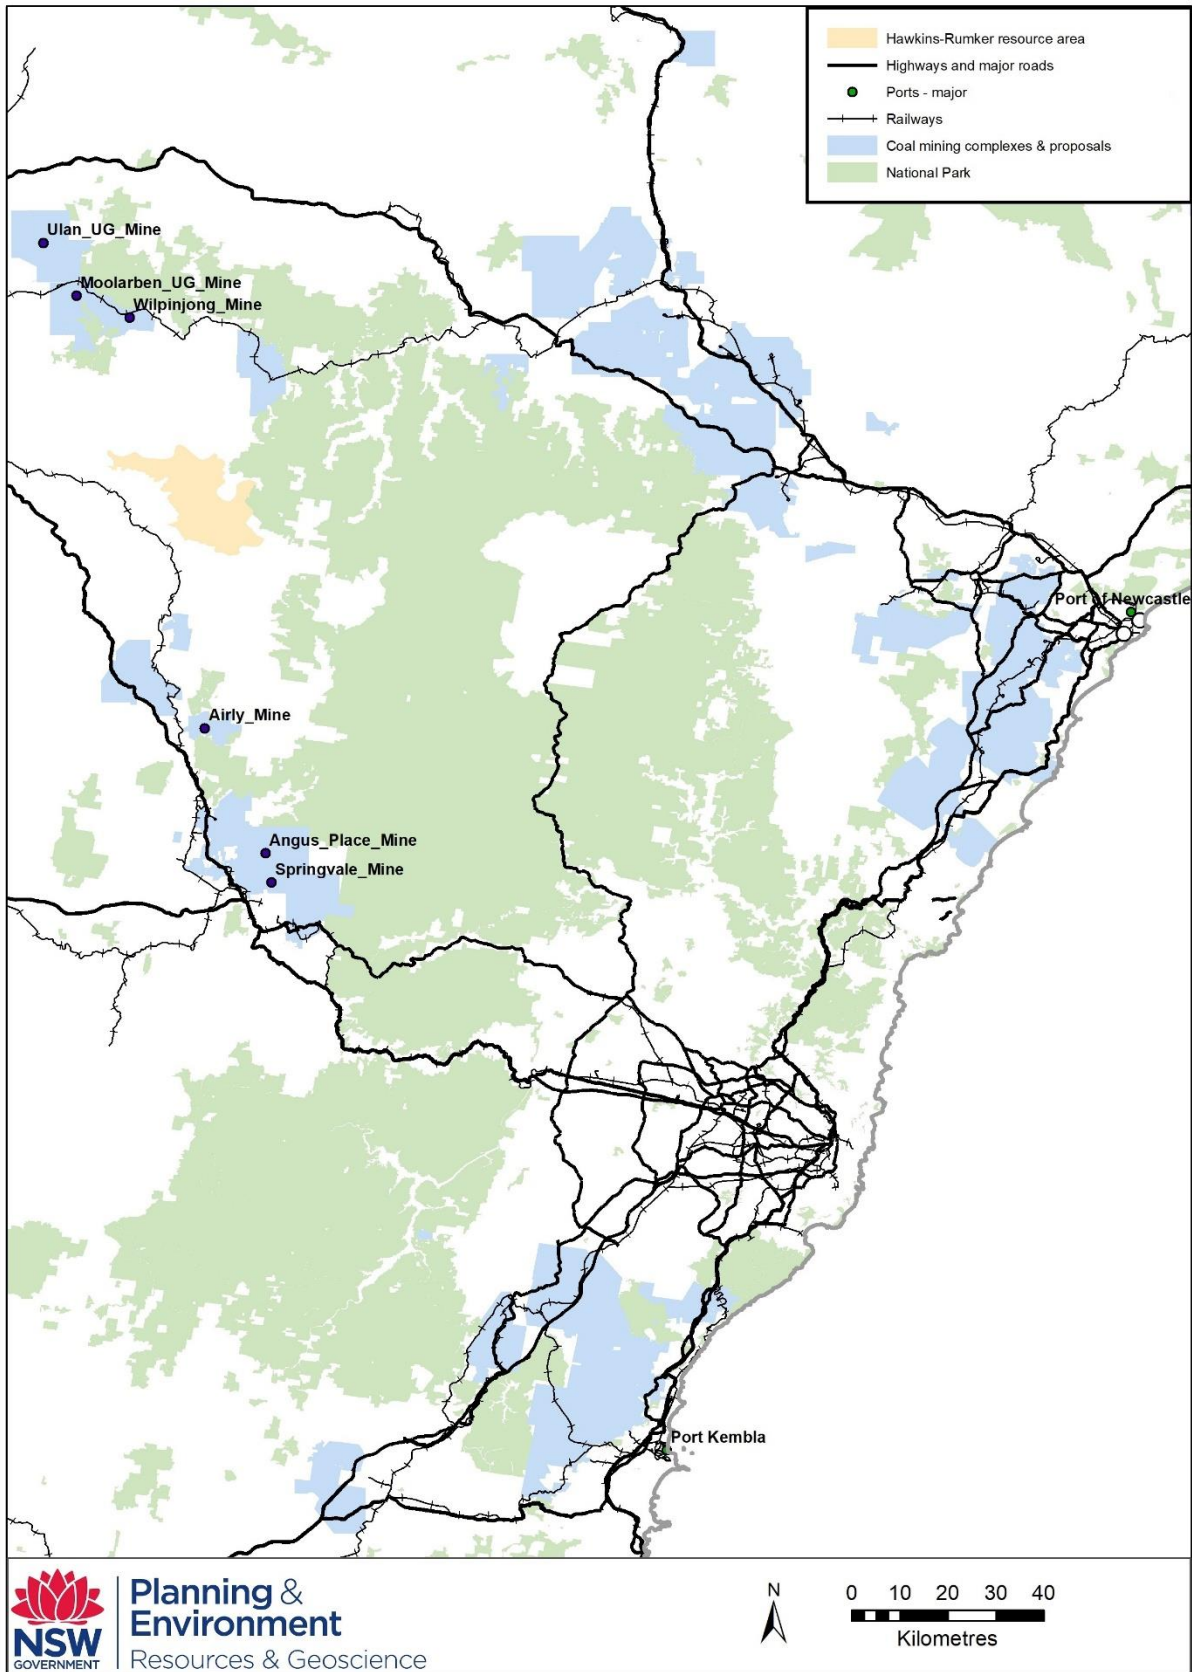 Hawkins-Rumker resource area
Highways and major roads
Ports - major
Railways
Coal mining complexes & proposals
National Park
Ulan_UG_Mine
Moolarben_UG_Mine
Wilpinjong_Mine
Port of Newcastle
Airly_Mine
Angus_Place_Mine
Springvale_Mine
Port Kembla
NSW
GOVERNMENT
Planning &
Environment
Resources & Geoscience
N
0 10 20 30 40
Kilometres